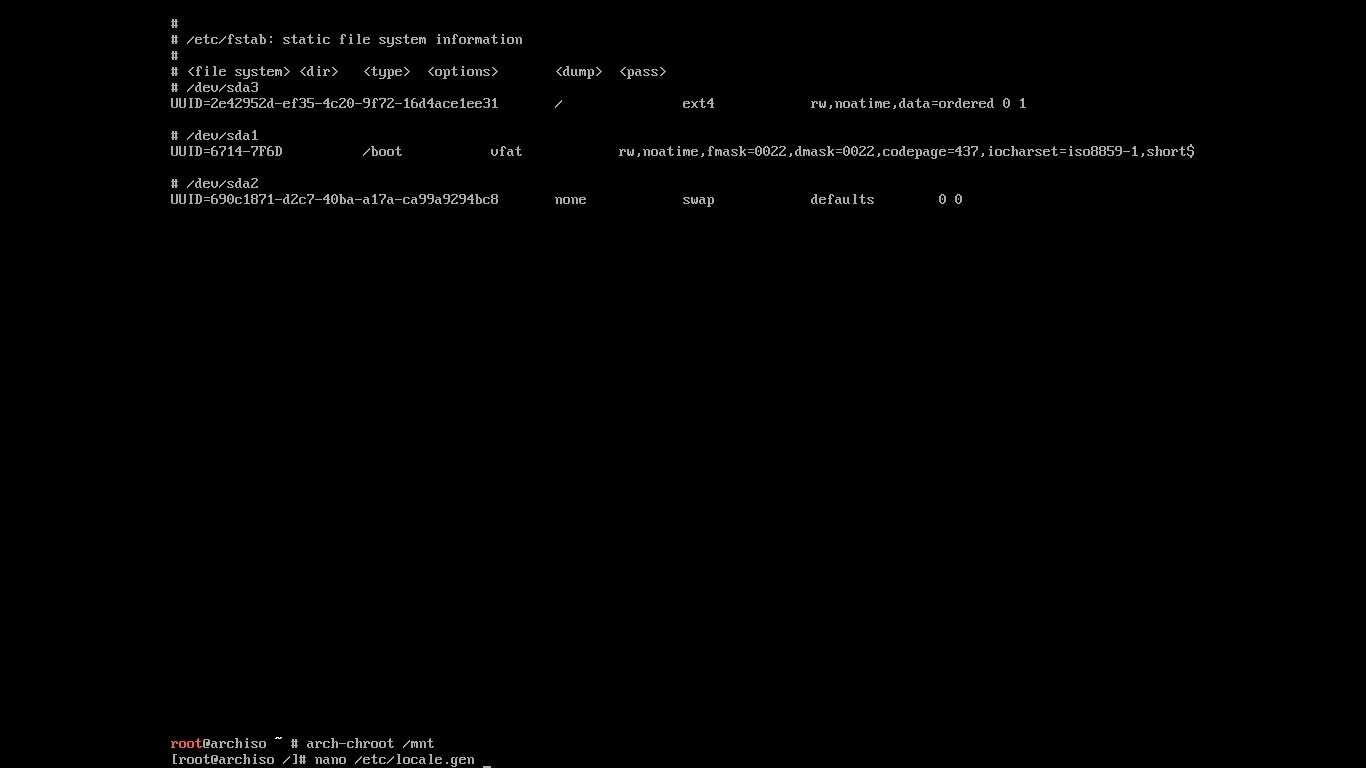 #
# /etc/fstab: static file system information
#
# <file system> <dir>   <type>  <options>       <dump>  <pass>
# /dev/sda3
UUID=2e42952d-ef35-4c20-9f72-16d4ace1ee31       /               ext4            rw,noatime,data=ordered 0 1
# /dev/sda1
UUID=6714-7F6D          /boot           vfat            rw,noatime,fmask=0022,dmask=0022,codepage=437,iocharset=iso8859-1,short$
# /dev/sda2
UUID=690c1871-d2c7-40ba-a17a-ca99a9294bc8       none            swap            defaults        0 0
root@archiso ~ # arch-chroot /mnt
[root@archiso /]# nano /etc/locale.gen _